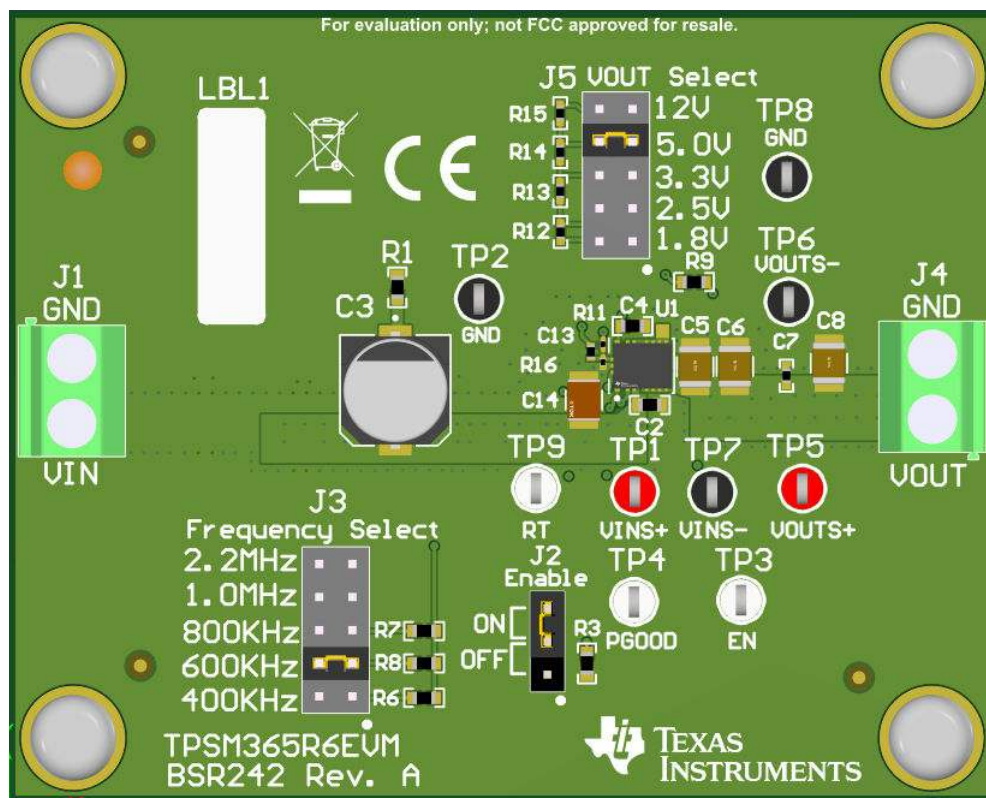 For evaluation only; not FCC approved for resale.
LBL1
J5 VOUT Select
12V
5.0V
3.3V
2.5V
1.8V
R15
R14
R13
R12
CE
TP8
GND
TP6
VOUTS-
R9
J1
GND
VIN
R1
C3
TP2
GND
C4
U1
R11
C13
R16
C14
C2
C5
C6
C7
C8
J4
GND
VOUT
TP9
RT
TP1
VINS+
TP7
VINS-
TP5
VOUTS+
J3
Frequency Select
2.2MHz
1.0MHz
800KHz
600KHz
400KHz
R7
R8
R6
J2
Enable
ON
OFF
R3
TP4
PGOOD
TP3
EN
TPSM365R6EVM
BSR242 Rev. A
TEXAS
INSTRUMENTS